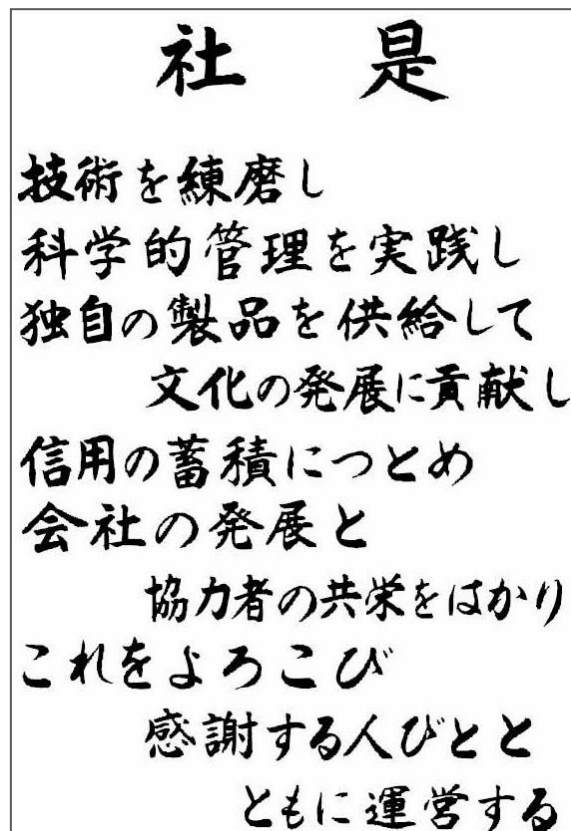 社是
技術を練磨し
科学的管理を実践し
独自の製品を供給して
文化の発展に貢献し
信用の蓄積につとめ
会社の発展と
協力者の共栄をはかり
これをよろこび
感謝する人びとと
ともに運営する